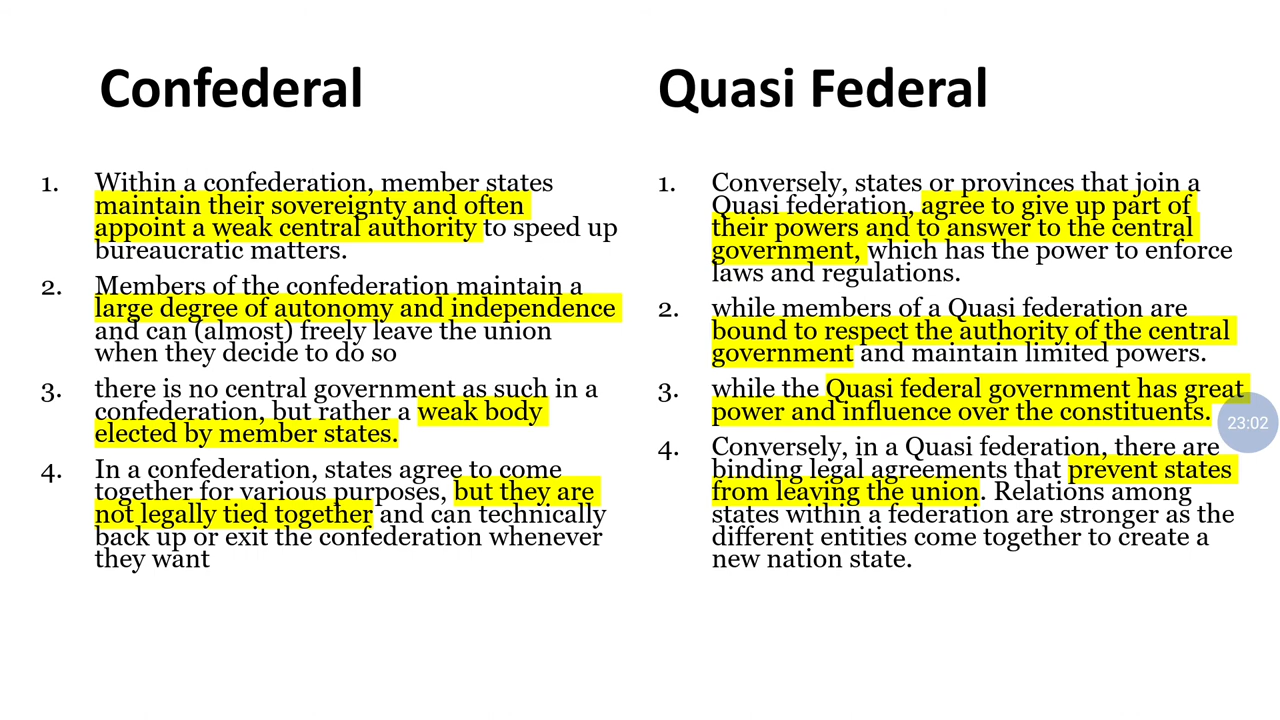 Confederal
1. Within a confederation, member states
maintain their sovereignty and often
appoint a weak central authority to speed up
bureaucratic matters.
2. Members of the confederation maintain a
large degree of autonomy and independence
and can (almost) freely leave the union
when they decide to do so
3. there is no central government as such in a
confederation, but rather a weak body
elected by member states.
4. In a confederation, states agree to come
together for various purposes, but they are
not legally tied together and can technically
back up or exit the confederation whenever
they want
Quasi Federal
1. Conversely, states or provinces that join a
Quasi federation, agree to give up part of
their powers and to answer to the central
government, which has the power to enforce
laws and regulations.
2. while members of a Quasi federation are
bound to respect the authority of the central
government and maintain limited powers.
3. while the Quasi federal government has great
power and influence over the constituents.
4. Conversely, in a Quasi federation, there are
binding legal agreements that prevent states
from leaving the union. Relations among
states within a federation are stronger as the
different entities come together to create a
new nation state.
23:02